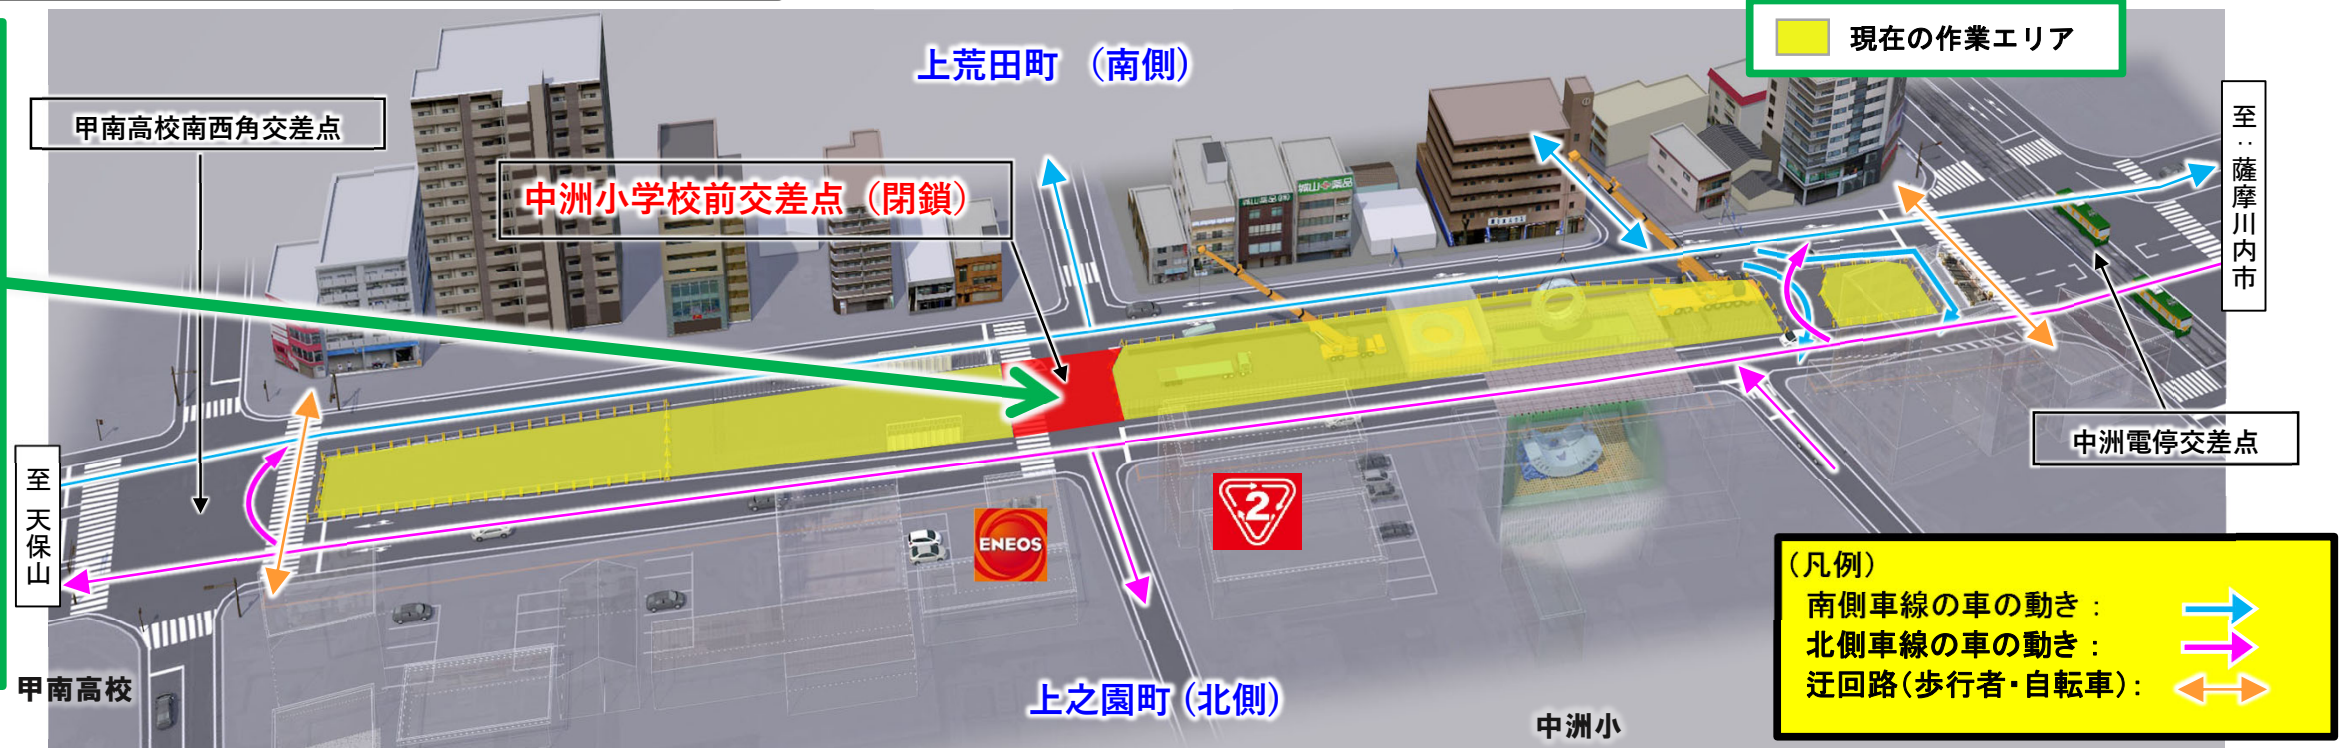 現在の作業エリア
上荒田町 （南側）
甲南高校南西角交差点
中洲小学校前交差点（閉鎖）
至：薩摩川内市
城山薬品
至 天保山
中洲電停交差点
ENEOS
2
（凡例）
南側車線の車の動き：
北側車線の車の動き：
迂回路（歩行者・自転車）：
甲南高校
上之園町（北側）
中洲小